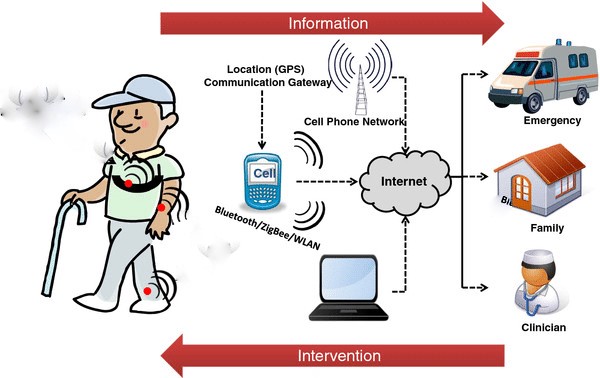 Information
Location (GPS)
Communication Gateway
Cell Phone Network
Emergency
Cell
Internet
Bluetooth/ZigBee/WLAN
Family
Clinician
Intervention